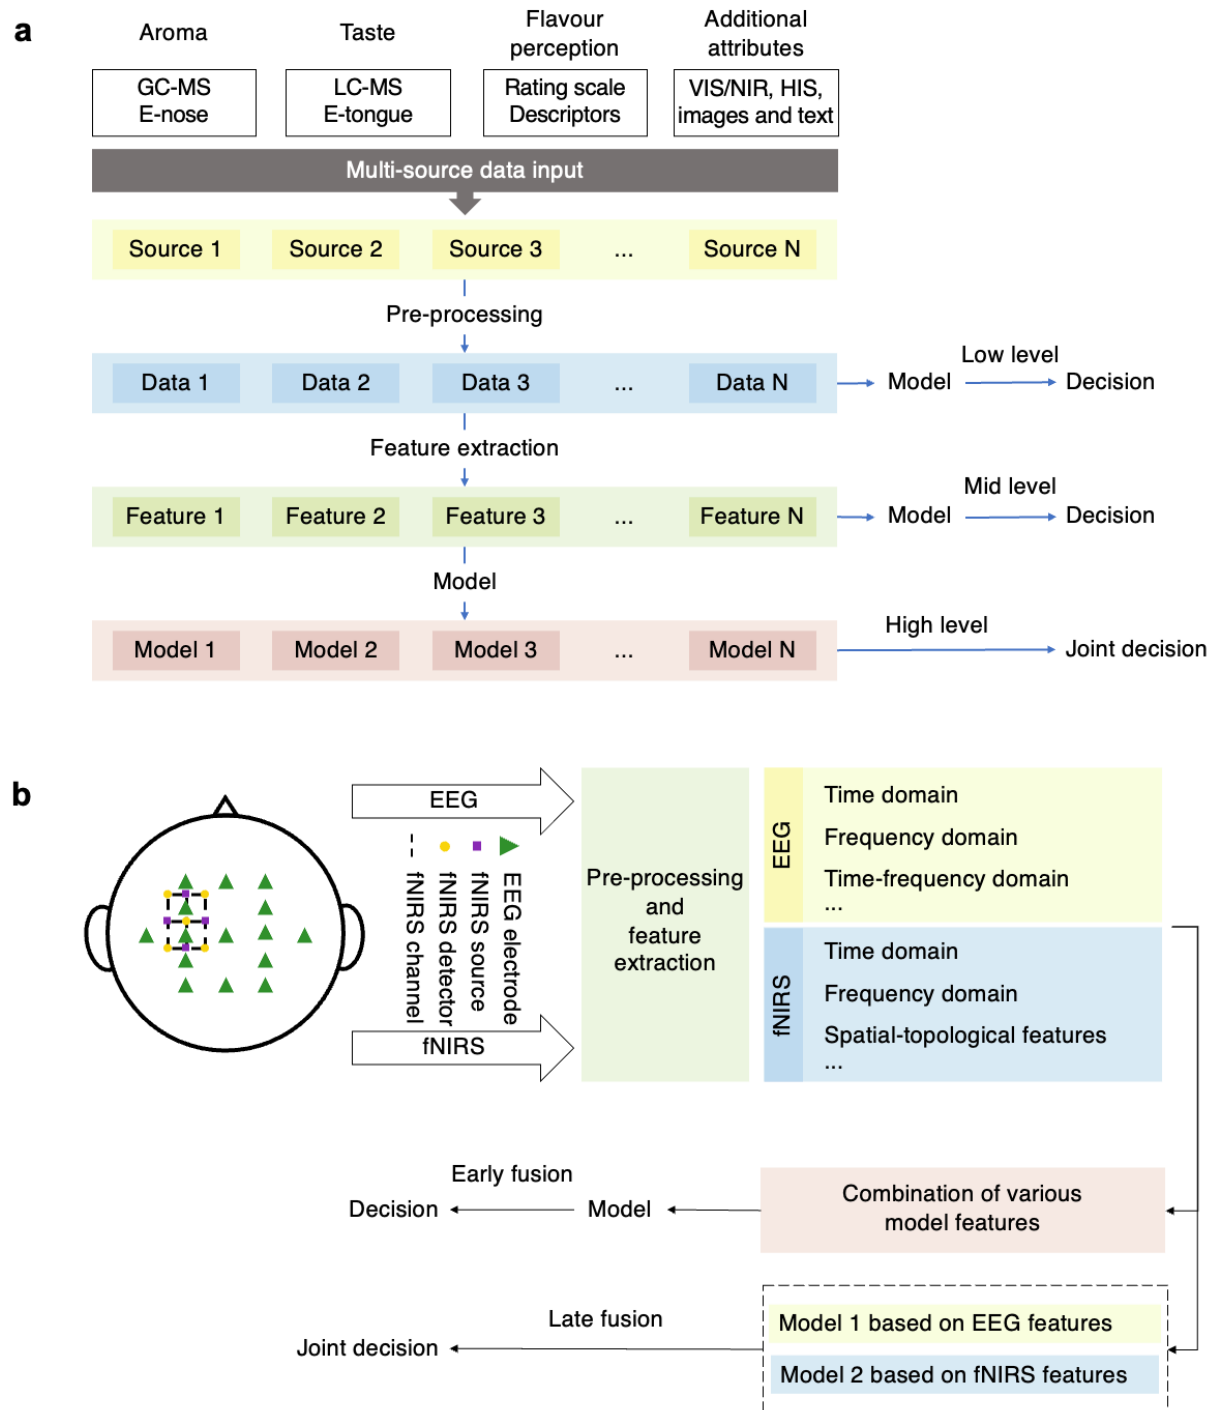 a
Aroma
Taste
Flavour
perception
Additional
attributes
GC-MS
E-nose
LC-MS
E-tongue
Rating scale
Descriptors
VIS/NIR, HIS,
images and text
Multi-source data input
Source 1
Source 2
Source 3
...
Source N
Pre-processing
Data 1
Data 2
Data 3
...
Data N
Model
Low level
Decision
Feature extraction
Feature 1
Feature 2
Feature 3
...
Feature N
Model
Mid level
Decision
Model
Model 1
Model 2
Model 3
...
Model N
High level
Joint decision
b
EEG
fNIRS channel
fNIRS detector
fNIRS source
EEG electrode
fNIRS
Pre-processing
and
feature
extraction
EEG
Time domain
Frequency domain
Time-frequency domain
...
fNIRS
Time domain
Frequency domain
Spatial-topological features
...
Early fusion
Decision
Model
Combination of various
model features
Late fusion
Joint decision
Model 1 based on EEG features
Model 2 based on fNIRS features